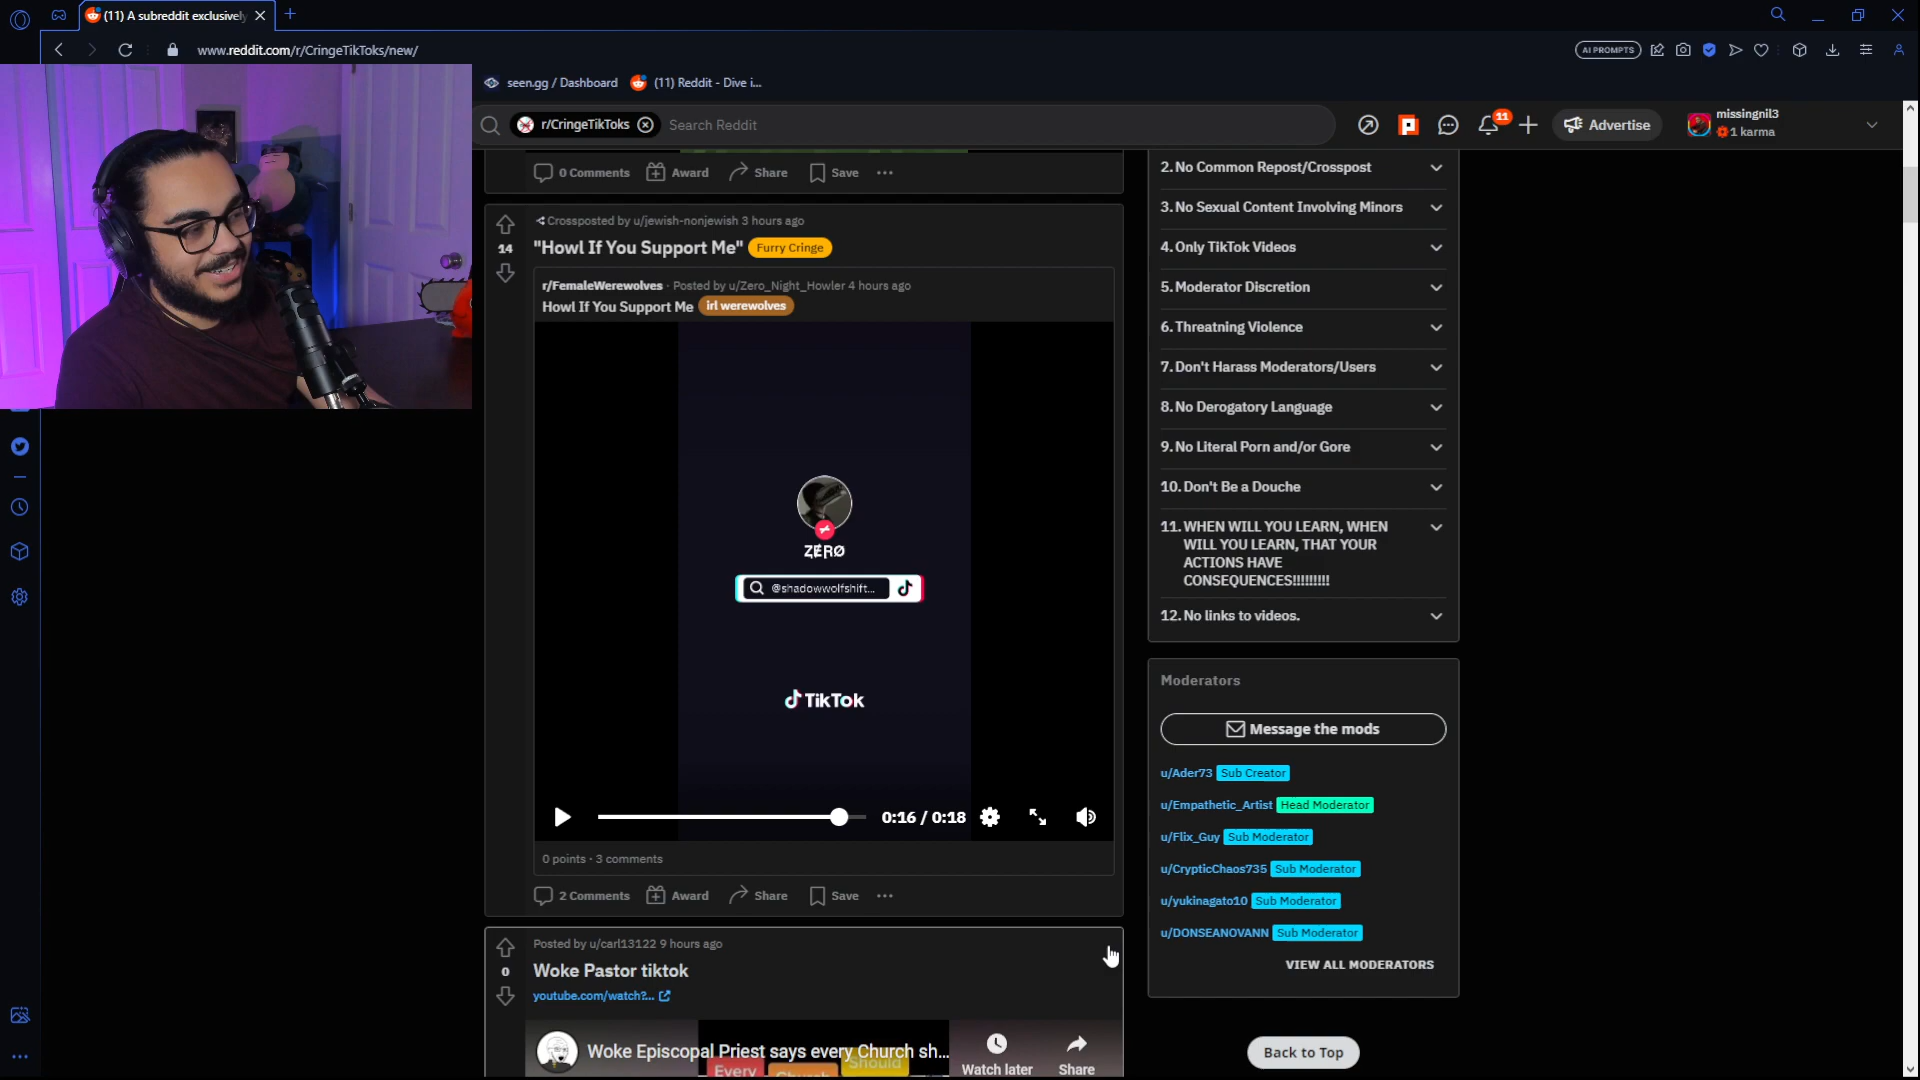 (11) A subreddit exclusively
www.reddit.com/r/CringeTikToks/new/
AI PROMPTS
seen.gg / Dashboard
(11) Reddit - Dive i...
r/CringeTikToks
Search Reddit
11
Advertise
missingnil3
1 karma
0 Comments
Award
Share
Save
14
Crossposted by u/jewish-nonjewish 3 hours ago
"Howl If You Support Me"
Furry Cringe
r/FemaleWerewolves · Posted by u/Zero_Night_Howler 4 hours ago
Howl If You Support Me
irl werewolves
ZERØ
@shadowwolfshift...
TikTok
0:16 / 0:18
0 points · 3 comments
2 Comments
Award
Share
Save
0
Posted by u/carl13122 9 hours ago
Woke Pastor tiktok
youtube.com/watch?...
Woke Episcopal Priest says every Church sh...
Every
Church
Should
Watch later
Share
2. No Common Repost/Crosspost
3. No Sexual Content Involving Minors
4. Only TikTok Videos
5. Moderator Discretion
6. Threatning Violence
7. Don't Harass Moderators/Users
8. No Derogatory Language
9. No Literal Porn and/or Gore
10. Don't Be a Douche
11. WHEN WILL YOU LEARN, WHEN
WILL YOU LEARN, THAT YOUR
ACTIONS HAVE
CONSEQUENCES!!!!!!!!!
12. No links to videos.
Moderators
Message the mods
u/Ader73 Sub Creator
u/Empathetic_Artist Head Moderator
u/Flix_Guy Sub Moderator
u/CrypticChaos735 Sub Moderator
u/yukinagato10 Sub Moderator
u/DONSEANOVANN Sub Moderator
VIEW ALL MODERATORS
Back to Top